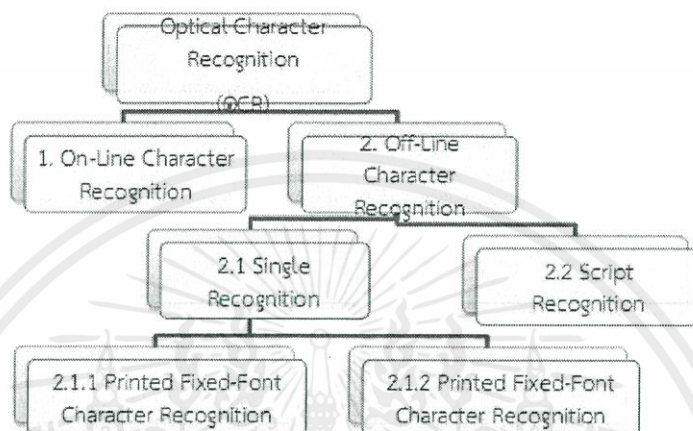 Optical Character
Recognition
(OCR)
1. On-Line Character
Recognition
2. Off-Line
Character
Recognition
2.1 Single
Recognition
2.2 Script
Recognition
2.1.1 Printed Fixed-Font
Character Recognition
2.1.2 Printed Fixed-Font
Character Recognition